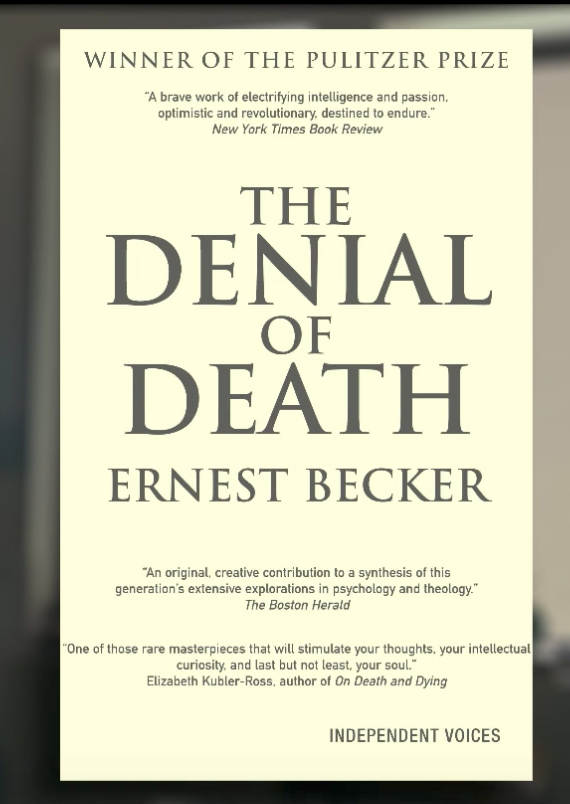 WINNER OF THE PULITZER PRIZE
"A brave work of electrifying intelligence and passion,
optimistic and revolutionary, destined to endure."
New York Times Book Review
THE
DENIAL
OF
DEATH
ERNEST BECKER
"An original, creative contribution to a synthesis of this
generation's extensive explorations in psychology and theology."
The Boston Herald
"One of those rare masterpieces that will stimulate your thoughts, your intellectual
curiosity, and last but not least, your soul."
Elizabeth Kubler-Ross, author of On Death and Dying
INDEPENDENT VOICES